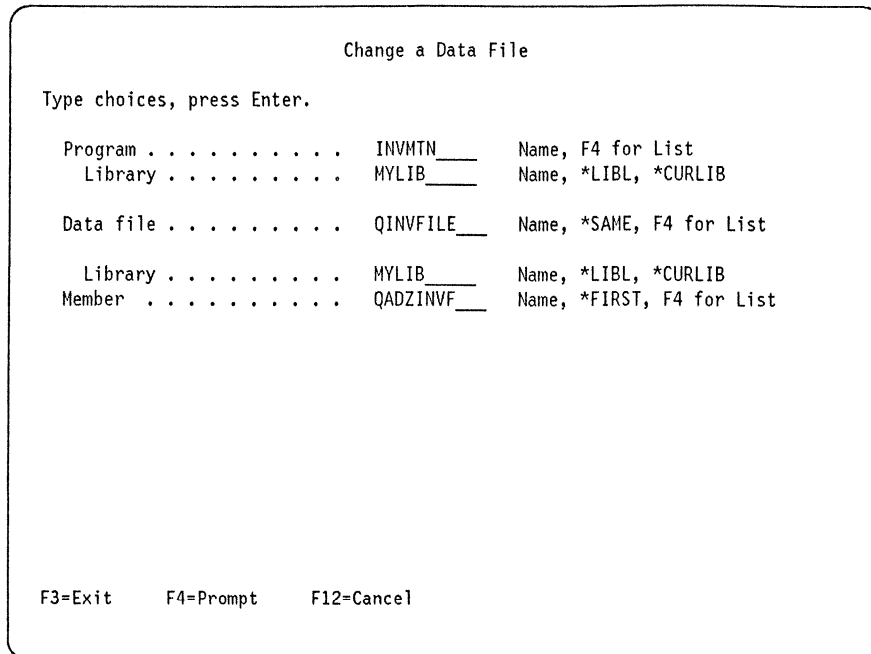 Change a Data File
Type choices, press Enter.
Program . . . . . . . . . . INVMTN____ Name, F4 for List
Library . . . . . . . . . MYLIB_____ Name, *LIBL, *CURLIB
Data file . . . . . . . . . QINVFILE___ Name, *SAME, F4 for List
Library . . . . . . . . . MYLIB_____ Name, *LIBL, *CURLIB
Member . . . . . . . . . . QADZINVF___ Name, *FIRST, F4 for List
F3=Exit F4=Prompt F12=Cancel